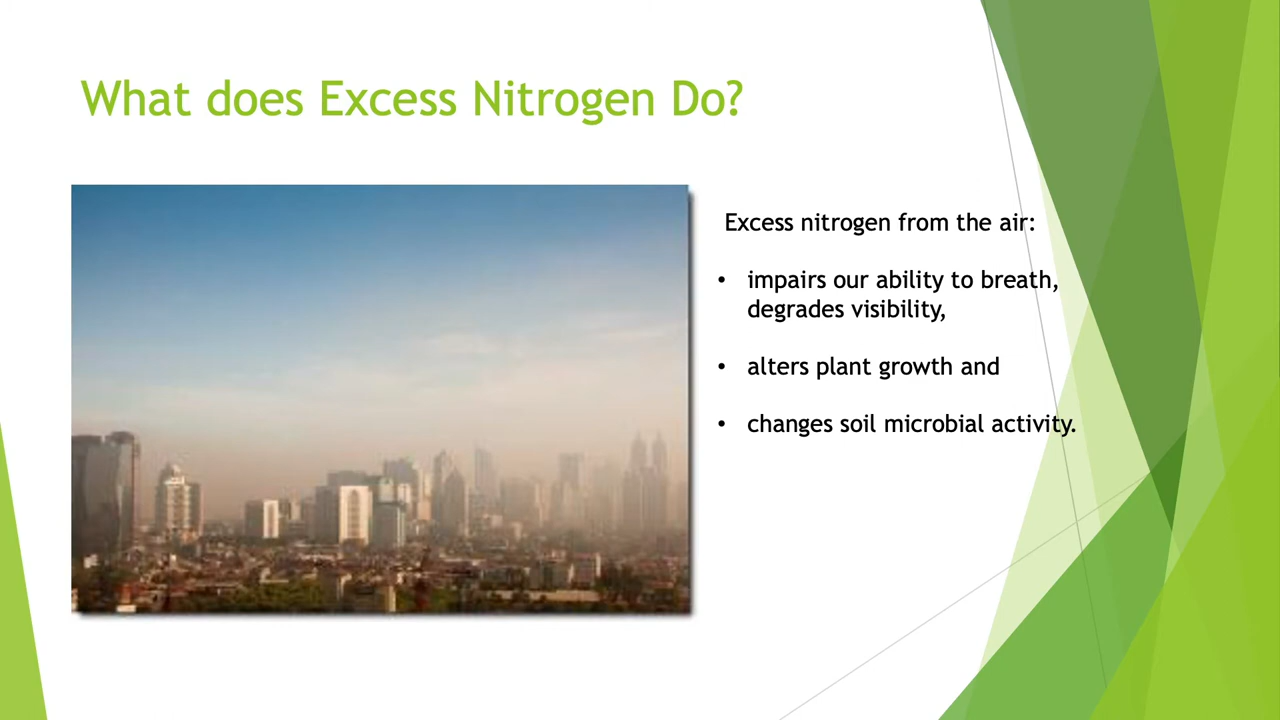 What does Excess Nitrogen Do?
Excess nitrogen from the air:
• impairs our ability to breath,
degrades visibility,
• alters plant growth and
• changes soil microbial activity.